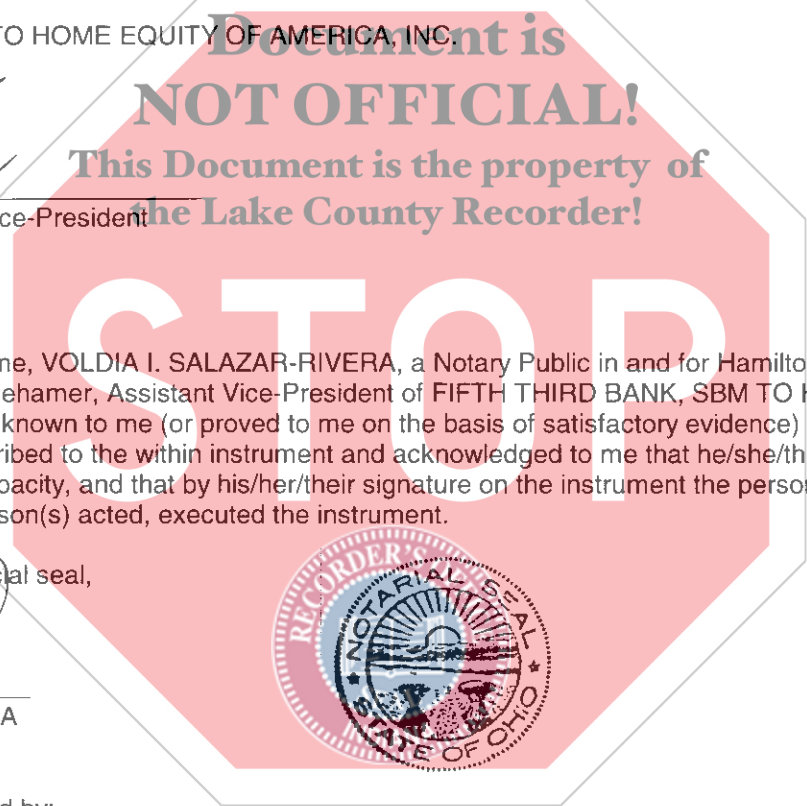 TO HOME EQUITY OF AMERICA, INC.
Document is
NOT OFFICIAL!
This Document is the property of
the Lake County Recorder!
ce-President
STOP
ne, VOLDIA I. SALAZAR-RIVERA, a Notary Public in and for Hamilto
ehamer, Assistant Vice-President of FIFTH THIRD BANK, SBM TO H
known to me (or proved to me on the basis of satisfactory evidence)
ribed to the within instrument and acknowledged to me that he/she/th
pacity, and that by his/her/their signature on the instrument the person
son(s) acted, executed the instrument.
ial seal,
RECORDER'S
NOTARIAL SEAL
STATE OF OHIO
A
d by: